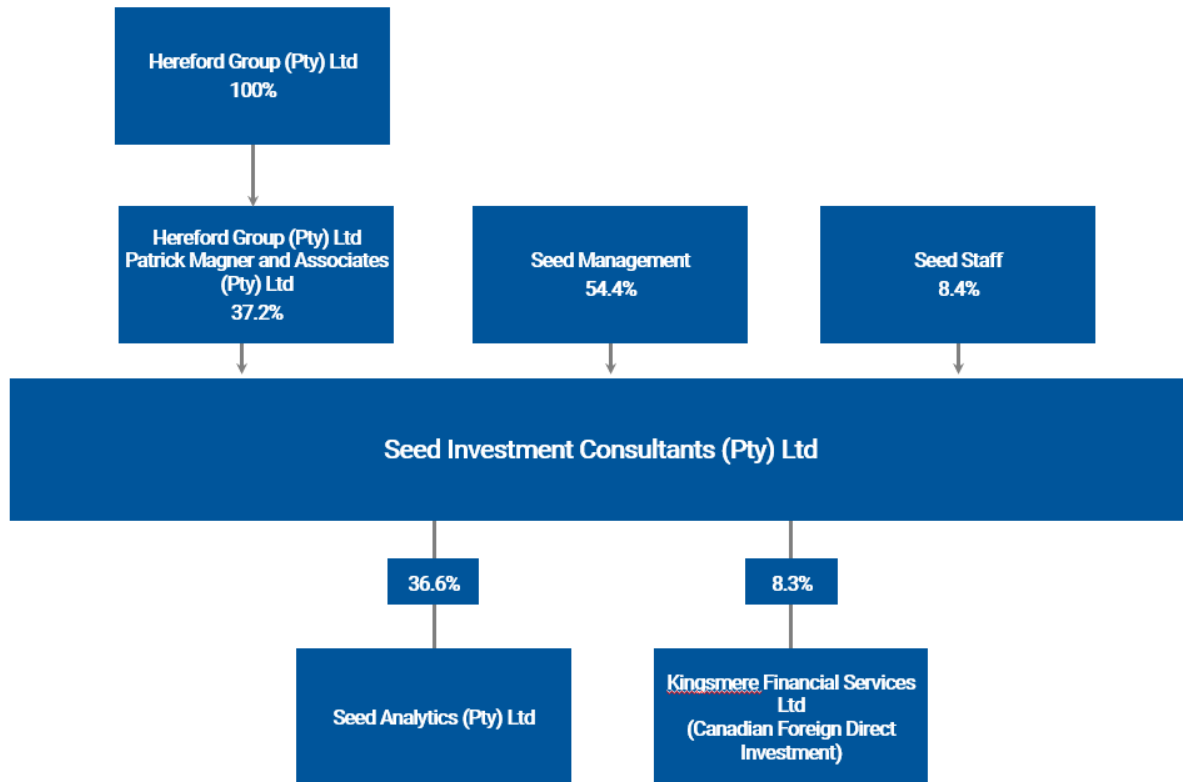 Hereford Group (Pty) Ltd
100%
Hereford Group (Pty) Ltd
Patrick Magner and Associates
(Pty) Ltd
37.2%
Seed Management
54.4%
Seed Staff
8.4%
Seed Investment Consultants (Pty) Ltd
36.6%
8.3%
Seed Analytics (Pty) Ltd
Kingsmere Financial Services
Ltd
(Canadian Foreign Direct
Investment)